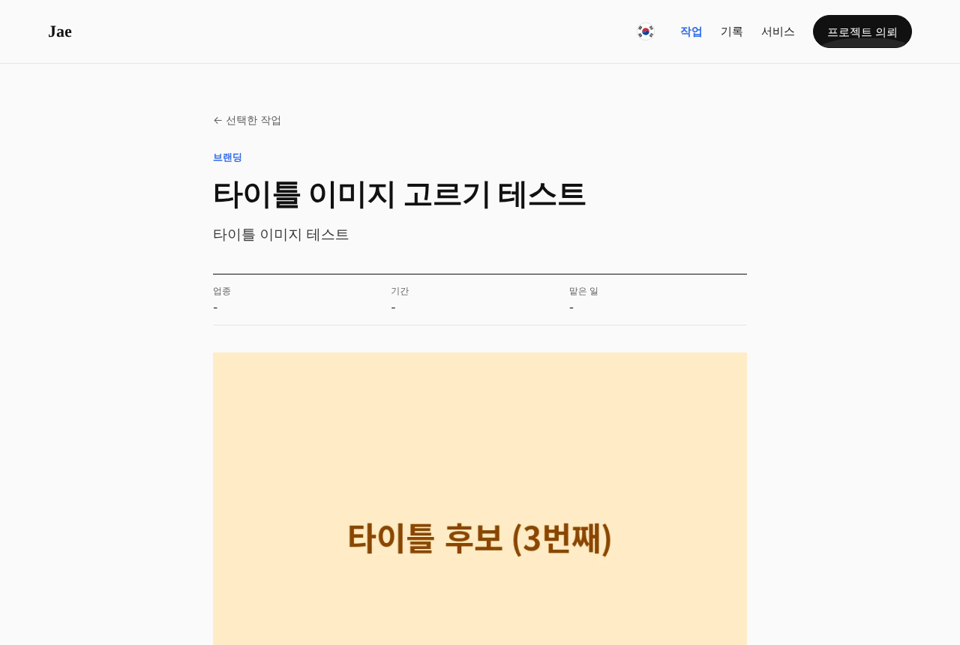 Jae
작업
기록
서비스
프로젝트 의뢰
← 선택한 작업
브랜딩
타이틀 이미지 고르기 테스트
타이틀 이미지 테스트
업종
기간
맡은 일
-
-
-
타이틀 후보 (3번째)